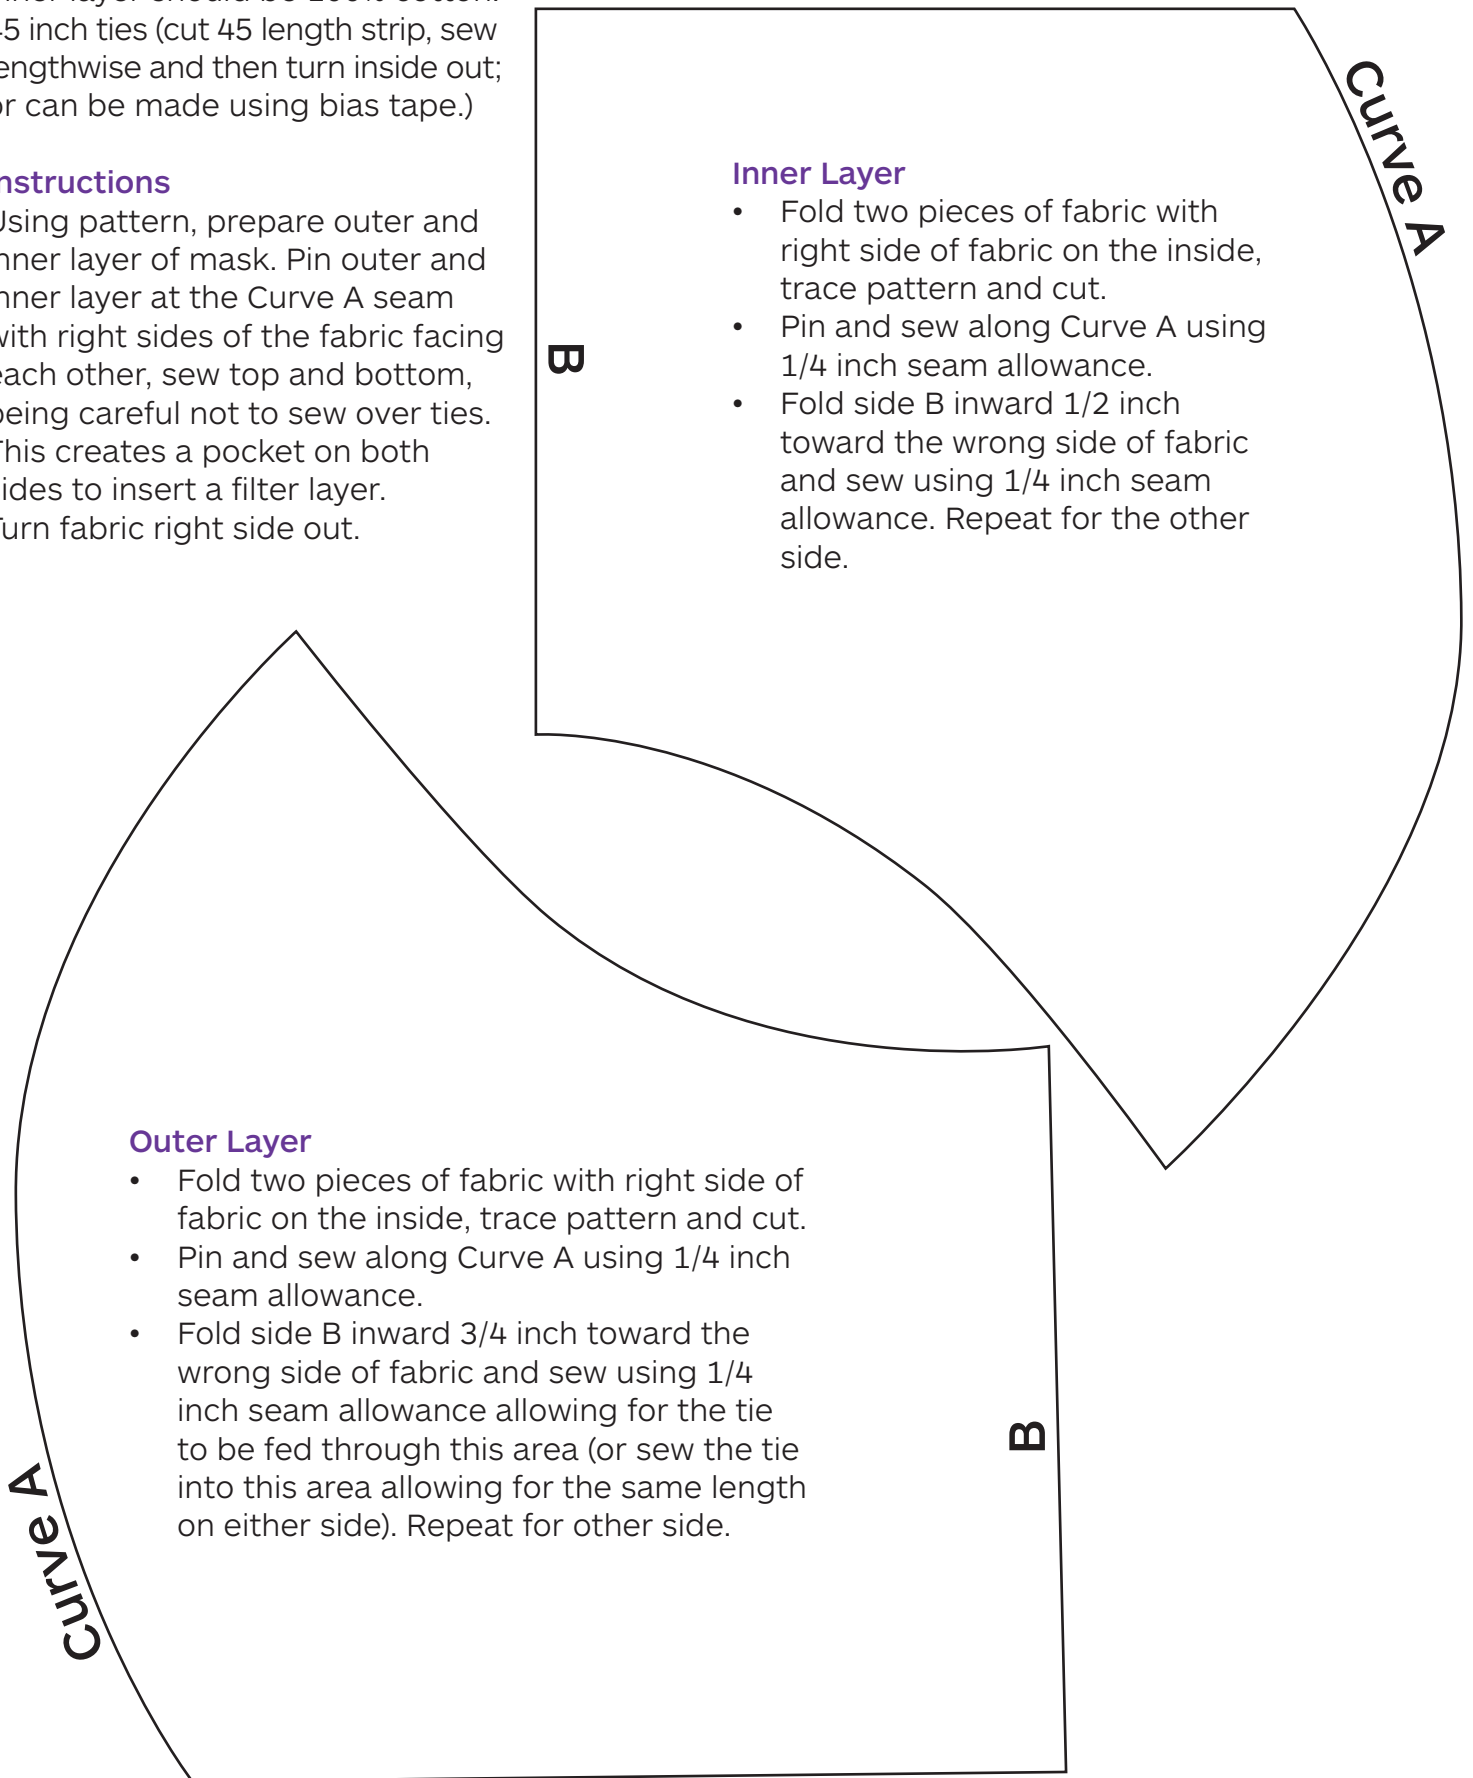 inner layer should be 100% cotton.
45 inch ties (cut 45 length strip, sew
lengthwise and then turn inside out;
or can be made using bias tape.)
Instructions
Using pattern, prepare outer and
inner layer of mask. Pin outer and
inner layer at the Curve A seam
with right sides of the fabric facing
each other, sew top and bottom,
being careful not to sew over ties.
This creates a pocket on both
sides to insert a filter layer.
Turn fabric right side out.
B
Inner Layer
• Fold two pieces of fabric with
right side of fabric on the inside,
trace pattern and cut.
• Pin and sew along Curve A using
1/4 inch seam allowance.
• Fold side B inward 1/2 inch
toward the wrong side of fabric
and sew using 1/4 inch seam
allowance. Repeat for the other
side.
Curve A
Outer Layer
• Fold two pieces of fabric with right side of
fabric on the inside, trace pattern and cut.
• Pin and sew along Curve A using 1/4 inch
seam allowance.
• Fold side B inward 3/4 inch toward the
wrong side of fabric and sew using 1/4
inch seam allowance allowing for the tie
to be fed through this area (or sew the tie
into this area allowing for the same length
on either side). Repeat for other side.
B
Curve A